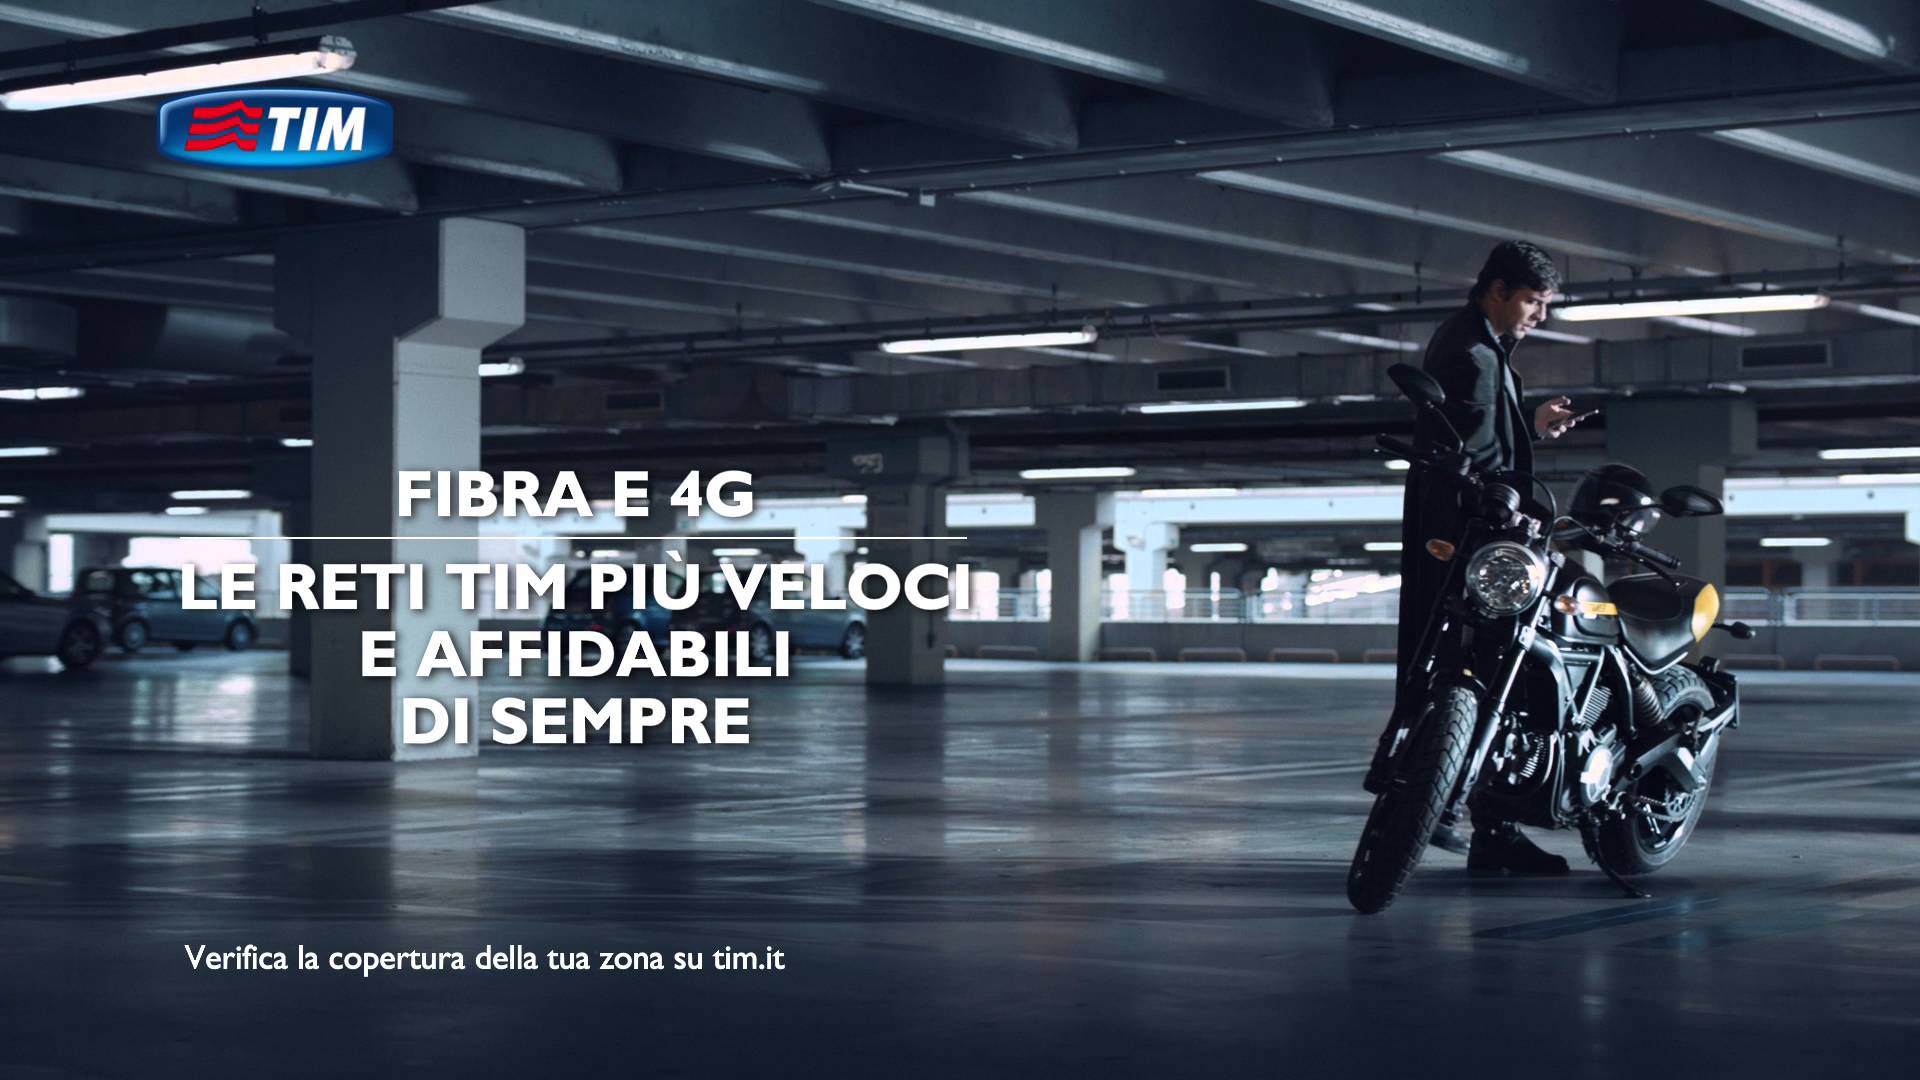 TIM
FIBRA E 4G
LE RETI TIM PIÙ VELOCI
E AFFIDABILI
DI SEMPRE
Verifica la copertura della tua zona su tim.it